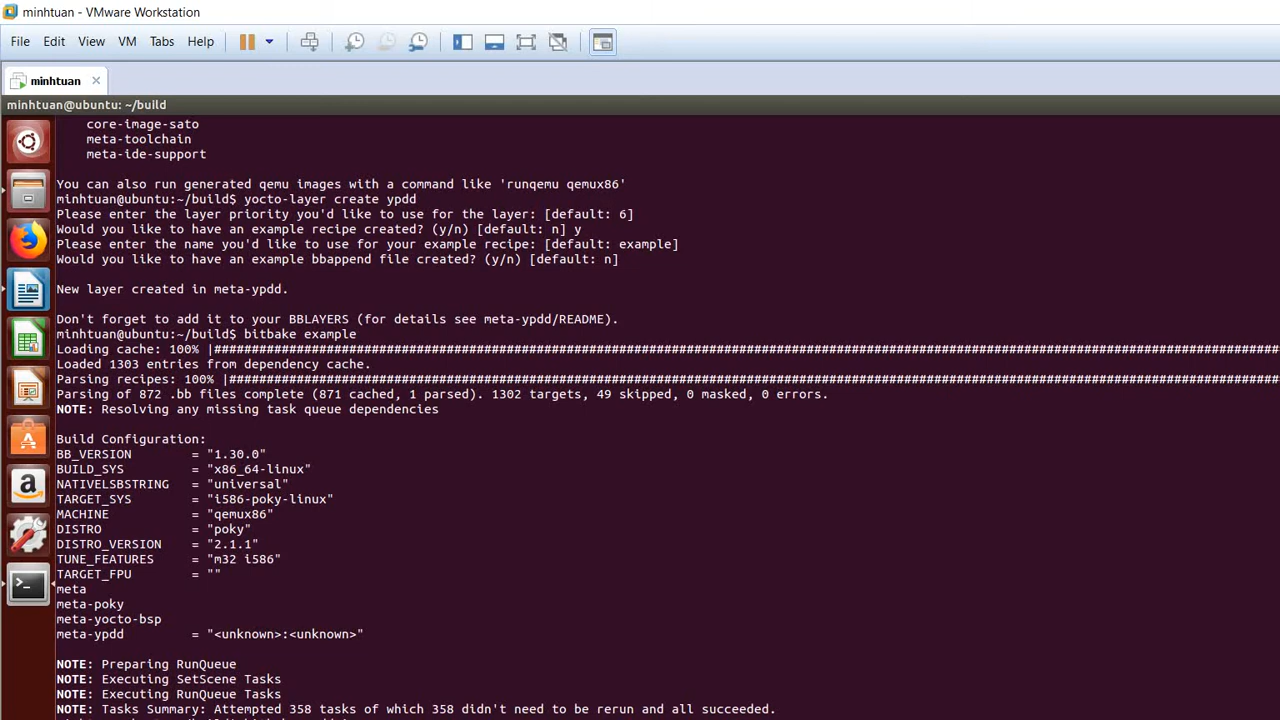 minhtuan - VMware Workstation
File Edit View VM Tabs Help
minhtuan
minhtuan@ubuntu: ~/build
core-image-sato
meta-toolchain
meta-ide-support
You can also run generated qemu images with a command like 'runqemu qemux86'
minhtuan@ubuntu:~/build$ yocto-layer create ypdd
Please enter the layer priority you'd like to use for the layer: [default: 6]
Would you like to have an example recipe created? (y/n) [default: n] y
Please enter the name you'd like to use for your example recipe: [default: example]
Would you like to have an example bbappend file created? (y/n) [default: n]
New layer created in meta-ypdd.
Don't forget to add it to your BBLAYERS (for details see meta-ypdd/README).
minhtuan@ubuntu:~/build$ bitbake example
Loading cache: 100% |###############################################################################################################################################
Loaded 1303 entries from dependency cache.
Parsing recipes: 100% |#############################################################################################################################################
Parsing of 872 .bb files complete (871 cached, 1 parsed). 1302 targets, 49 skipped, 0 masked, 0 errors.
NOTE: Resolving any missing task queue dependencies
Build Configuration:
BB_VERSION        = "1.30.0"
BUILD_SYS         = "x86_64-linux"
NATIVELSBSTRING   = "universal"
TARGET_SYS        = "i586-poky-linux"
MACHINE           = "qemux86"
DISTRO            = "poky"
DISTRO_VERSION    = "2.1.1"
TUNE_FEATURES     = "m32 i586"
TARGET_FPU        = ""
meta
meta-poky
meta-yocto-bsp
meta-ypdd         = "<unknown>:<unknown>"
NOTE: Preparing RunQueue
NOTE: Executing SetScene Tasks
NOTE: Executing RunQueue Tasks
NOTE: Tasks Summary: Attempted 358 tasks of which 358 didn't need to be rerun and all succeeded.